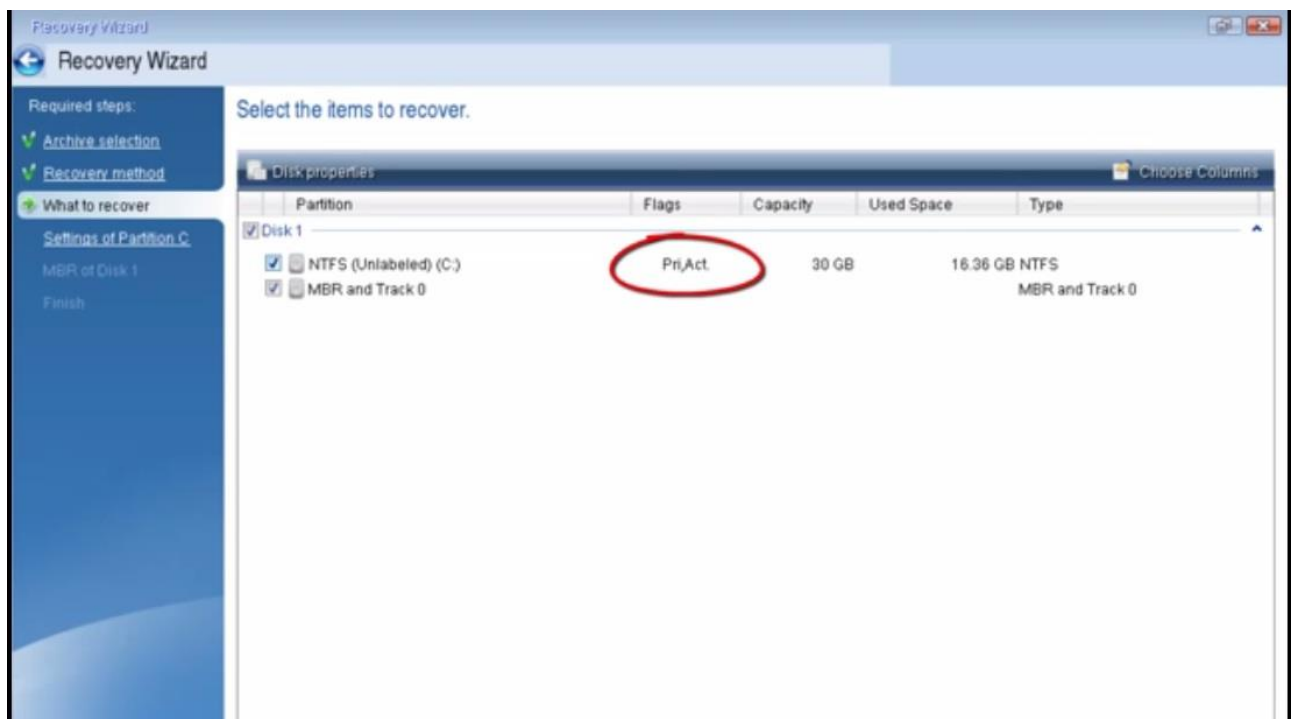 Recovery Wizard
Recovery Wizard
Required steps:
Archive selection
Recovery method
What to recover
Settings of Partition C
MBR of Disk 1
Finish
Select the items to recover.
Disk properties Choose Columns
Partition Flags Capacity Used Space Type
Disk 1
NTFS (Unlabeled) (C:) Pri,Act. 30 GB 16.36 GB NTFS
MBR and Track 0 MBR and Track 0